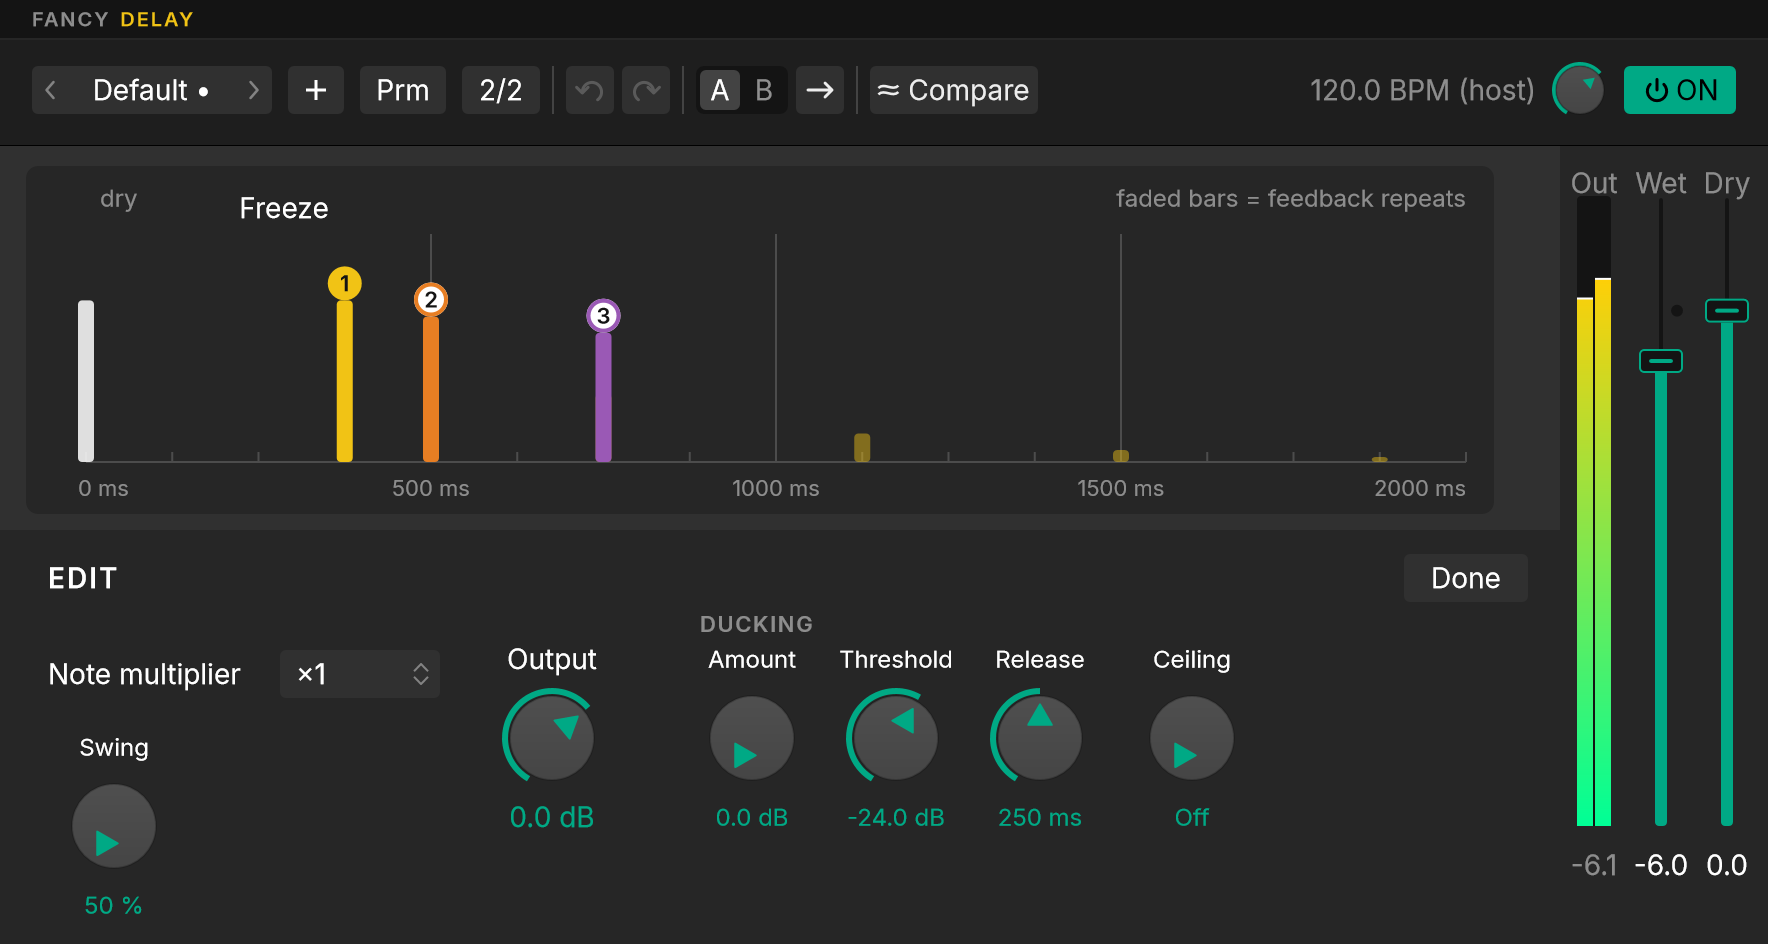 FANCY DELAY
Default •
+
Prm
2/2
A B
→
≈ Compare
120.0 BPM (host)
ON
dry
Freeze
faded bars = feedback repeats
1
2
3
0 ms
500 ms
1000 ms
1500 ms
2000 ms
Out Wet Dry
-6.1 -6.0 0.0
EDIT
Done
Note multiplier
×1
Swing
50 %
Output
0.0 dB
DUCKING
Amount
0.0 dB
Threshold
-24.0 dB
Release
250 ms
Ceiling
Off